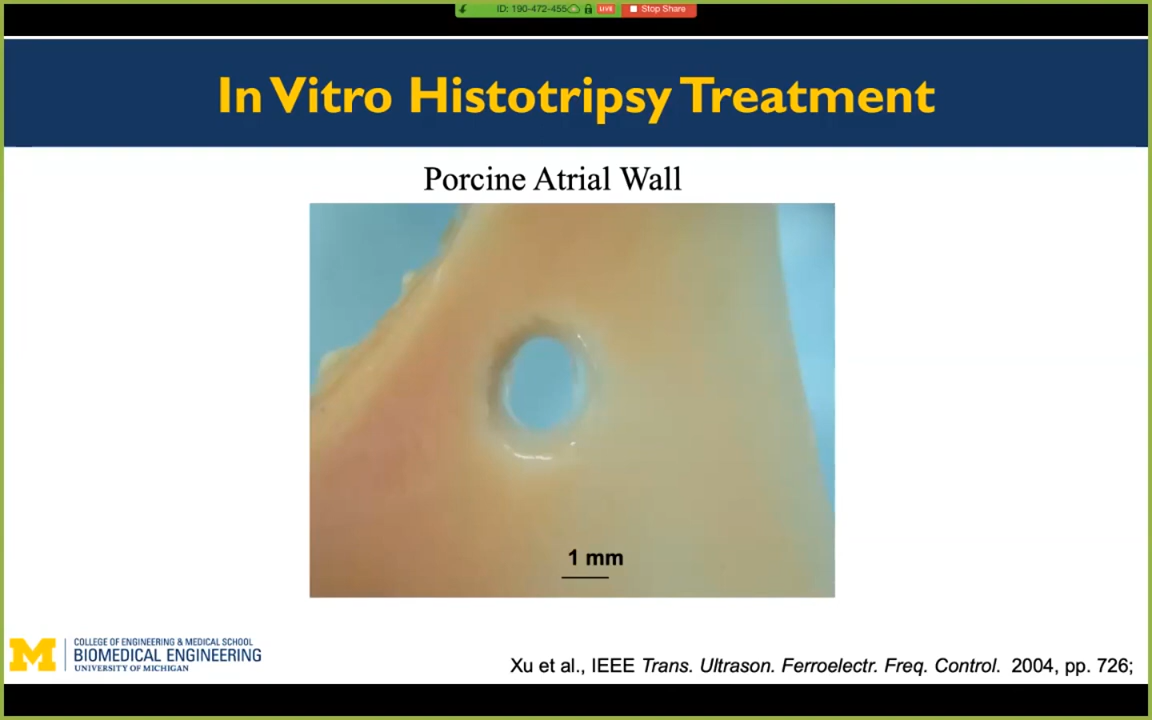 ID: 190-472-455
LIVE
Stop Share
In Vitro Histotripsy Treatment
Porcine Atrial Wall
1 mm
M
COLLEGE OF ENGINEERING & MEDICAL SCHOOL
BIOMEDICAL ENGINEERING
UNIVERSITY OF MICHIGAN
Xu et al., IEEE Trans. Ultrason. Ferroelectr. Freq. Control. 2004, pp. 726;